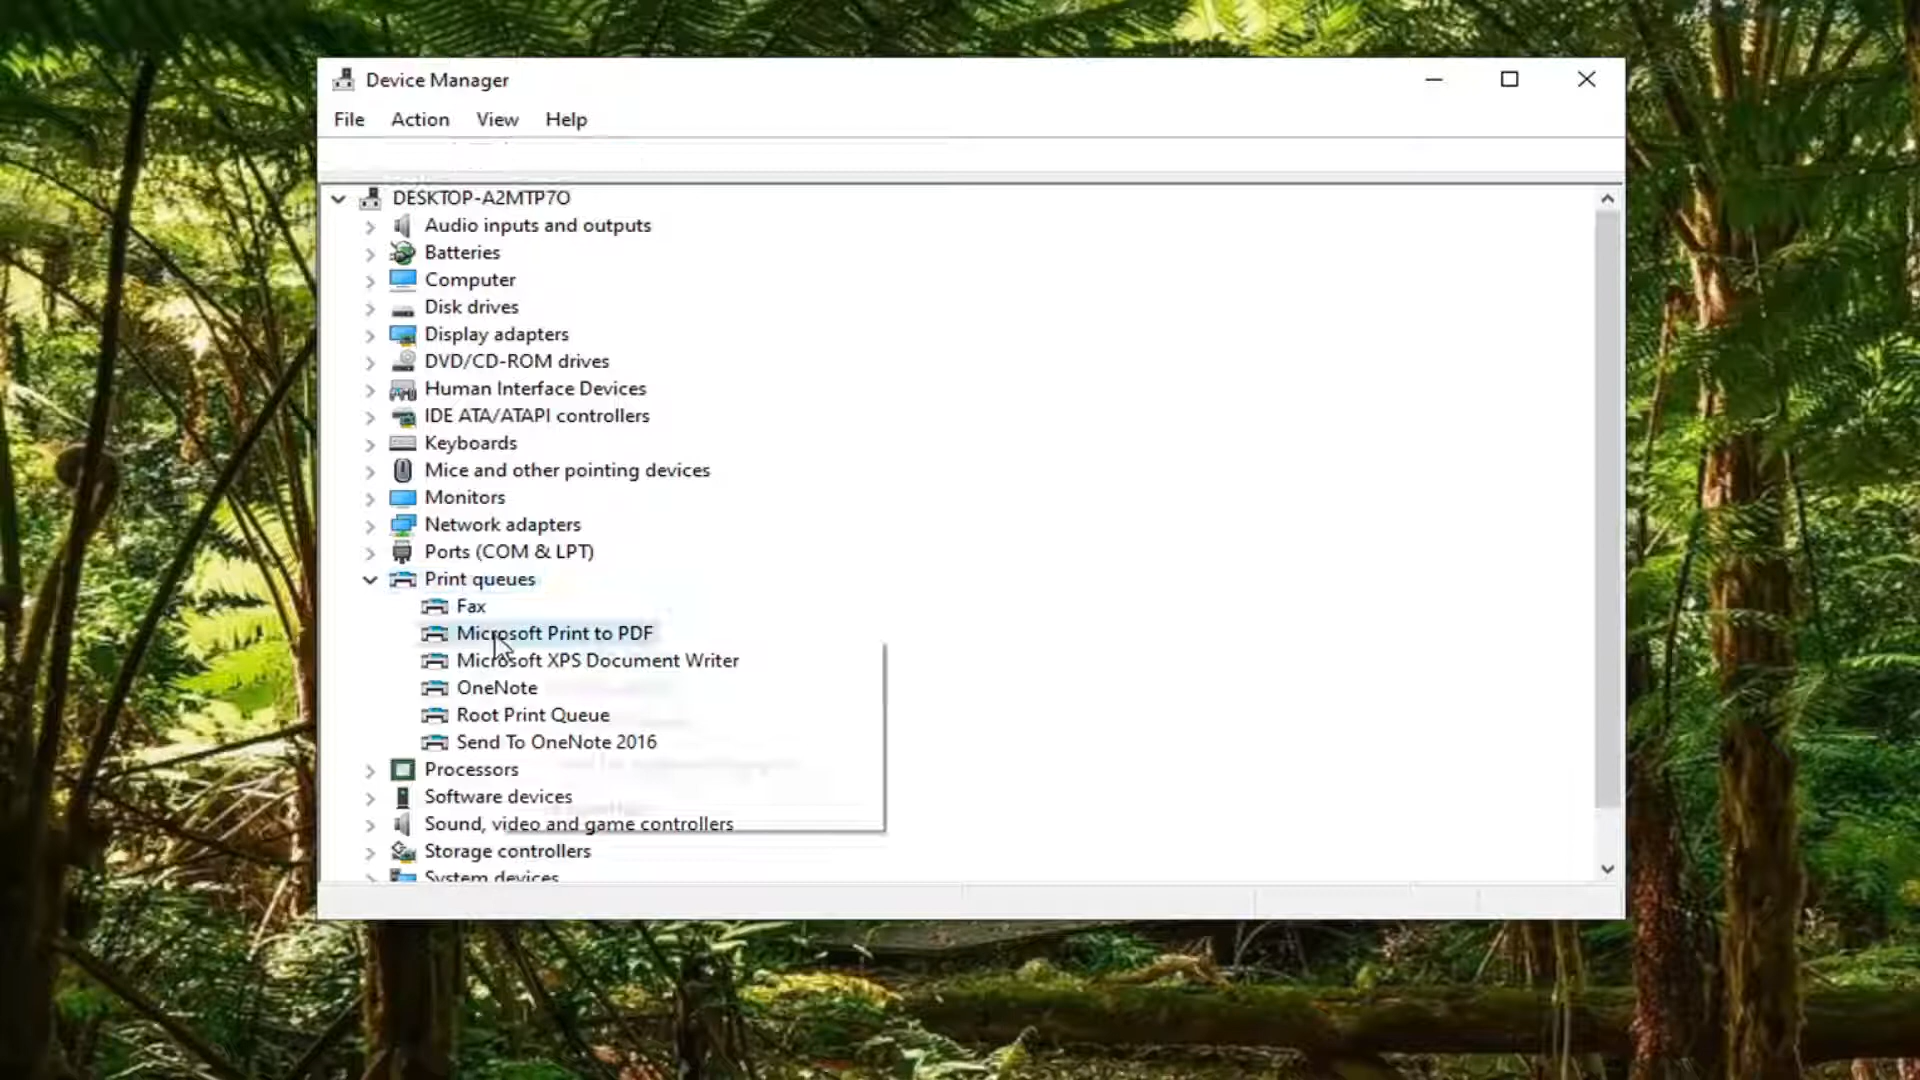 Device Manager
File Action View Help
DESKTOP-A2MTP7O
Audio inputs and outputs
Batteries
Computer
Disk drives
Display adapters
DVD/CD-ROM drives
Human Interface Devices
IDE ATA/ATAPI controllers
Keyboards
Mice and other pointing devices
Monitors
Network adapters
Ports (COM & LPT)
Print queues
Fax
Microsoft Print to PDF
Microsoft XPS Document Writer
OneNote
Root Print Queue
Send To OneNote 2016
Processors
Software devices
Sound, video and game controllers
Storage controllers
System devices